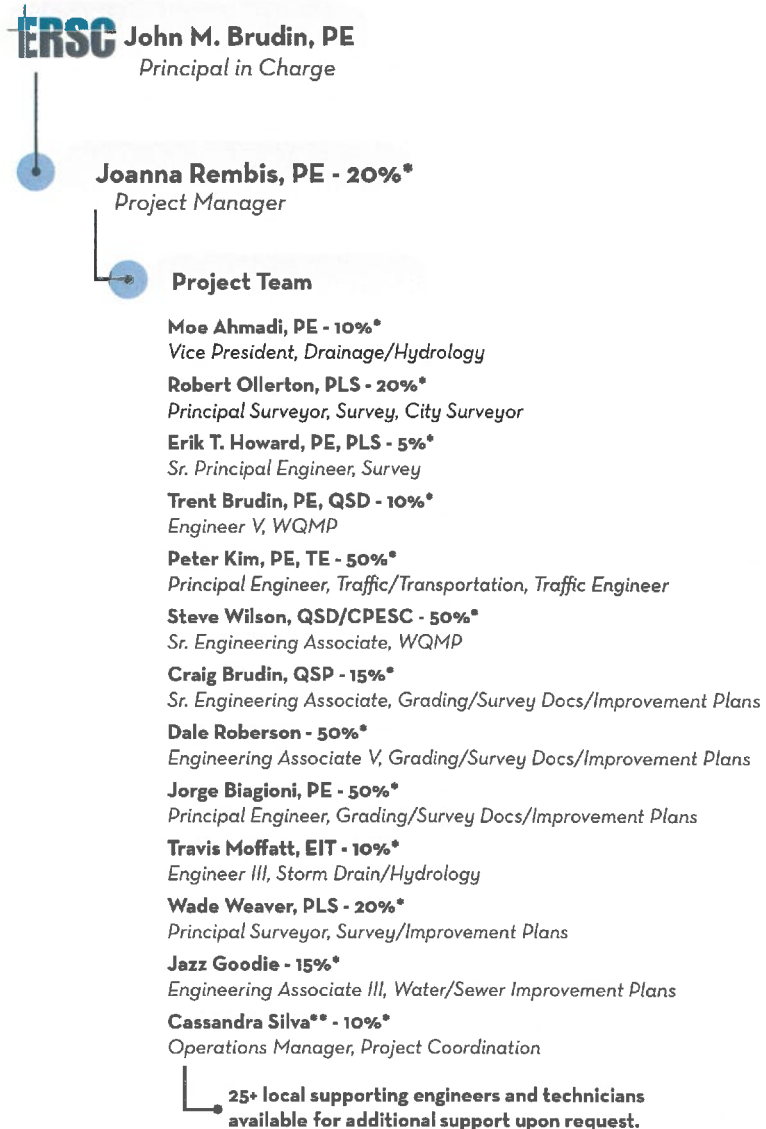 ERSC John M. Brudin, PE
Principal in Charge
Joanna Rembis, PE - 20%*
Project Manager
Project Team
Moe Ahmadi, PE - 10%*
Vice President, Drainage/Hydrology
Robert Ollerton, PLS - 20%*
Principal Surveyor, Survey, City Surveyor
Erik T. Howard, PE, PLS - 5%*
Sr. Principal Engineer, Survey
Trent Brudin, PE, QSD - 10%*
Engineer V, WQMP
Peter Kim, PE, TE - 50%*
Principal Engineer, Traffic/Transportation, Traffic Engineer
Steve Wilson, QSD/CPESC - 50%*
Sr. Engineering Associate, WQMP
Craig Brudin, QSP - 15%*
Sr. Engineering Associate, Grading/Survey Docs/Improvement Plans
Dale Roberson - 50%*
Engineering Associate V, Grading/Survey Docs/Improvement Plans
Jorge Biagioni, PE - 50%*
Principal Engineer, Grading/Survey Docs/Improvement Plans
Travis Moffatt, EIT - 10%*
Engineer III, Storm Drain/Hydrology
Wade Weaver, PLS - 20%*
Principal Surveyor, Survey/Improvement Plans
Jazz Goodie - 15%*
Engineering Associate III, Water/Sewer Improvement Plans
Cassandra Silva** - 10%*
Operations Manager, Project Coordination
25+ local supporting engineers and technicians
available for additional support upon request.